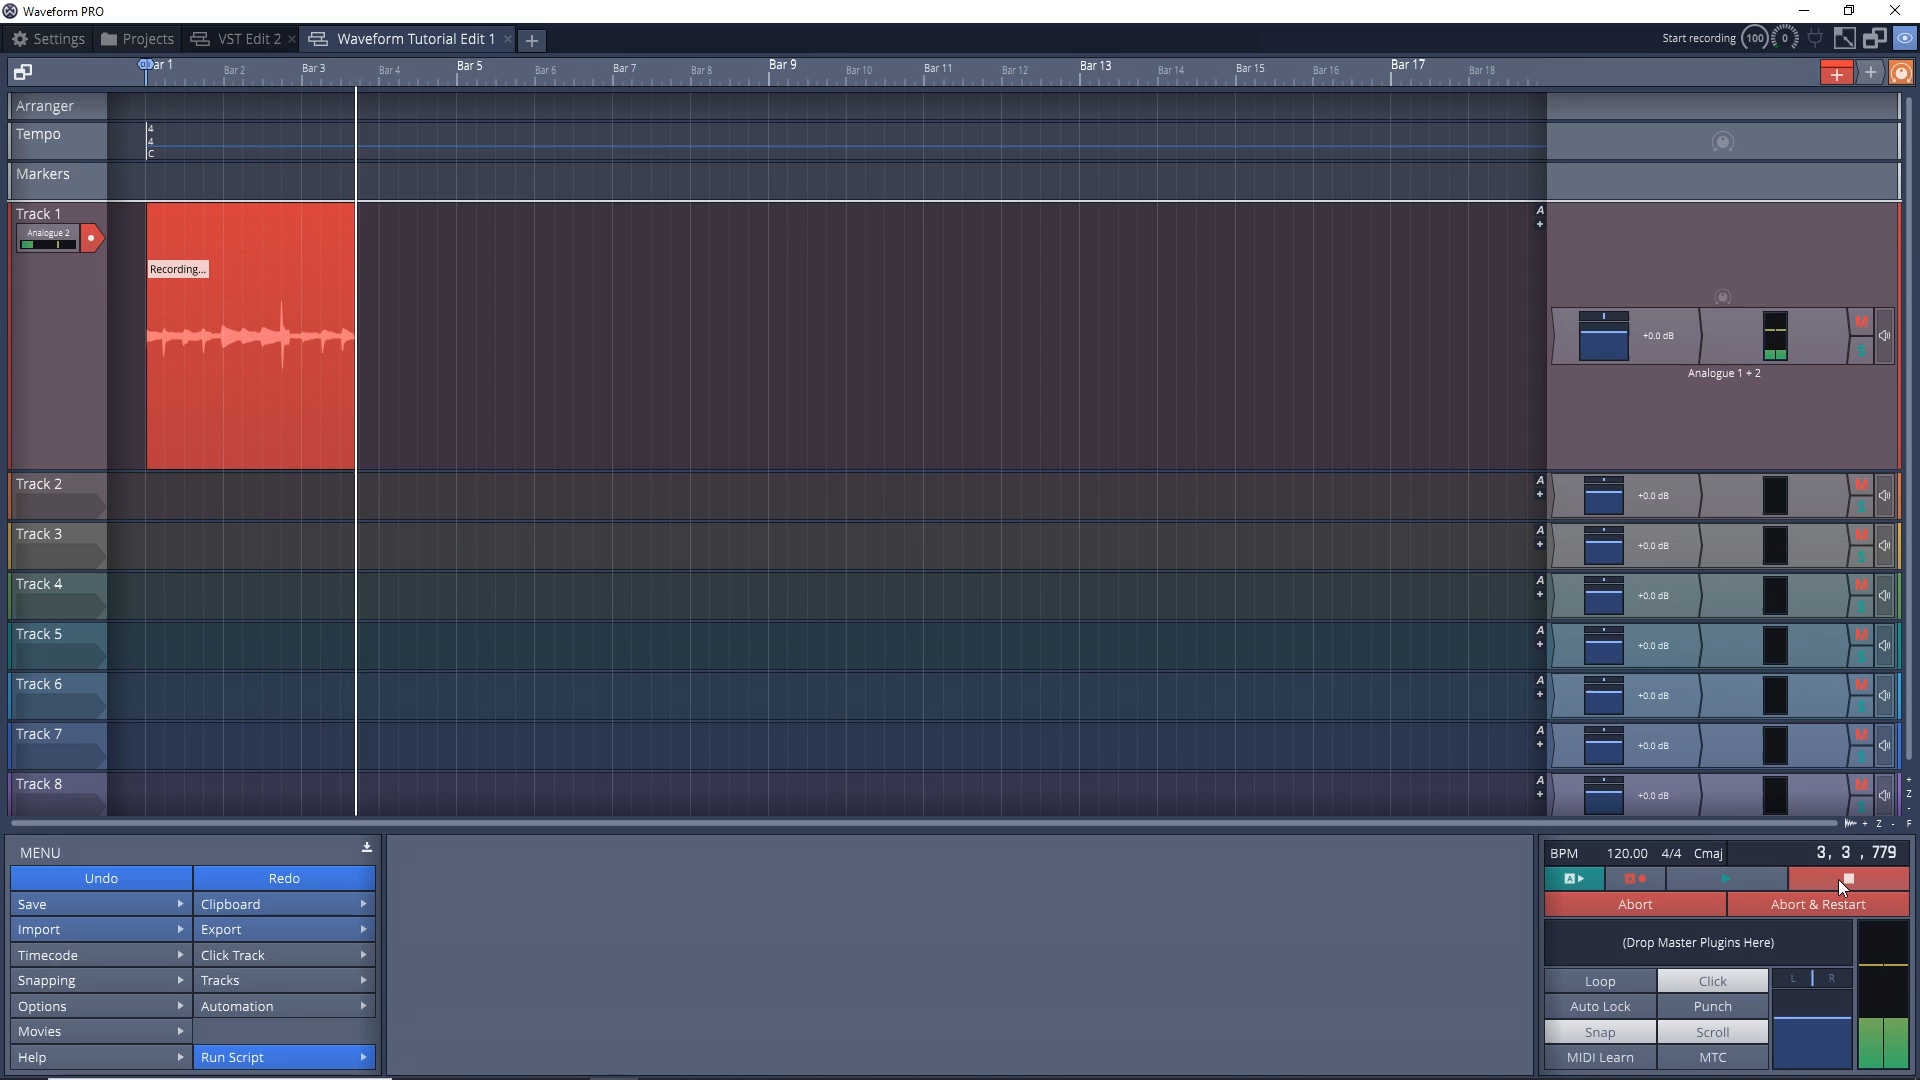 Waveform PRO
Settings Projects VST Edit 2 Waveform Tutorial Edit 1 Start recording 100 0
Bar 1 Bar 2 Bar 3 Bar 4 Bar 5 Bar 6 Bar 7 Bar 8 Bar 9 Bar 10 Bar 11 Bar 12 Bar 13 Bar 14 Bar 15 Bar 16 Bar 17 Bar 18
Arranger
Tempo
4
4
C
Markers
Track 1
A
Analogue 2
Recording...
+0.0 dB M S
Analogue 1 + 2
Track 2 A +0.0 dB M S
Track 3 A +0.0 dB M S
Track 4 A +0.0 dB M S
Track 5 A +0.0 dB M S
Track 6 A +0.0 dB M S
Track 7 A +0.0 dB M S
Track 8 A +0.0 dB M S
+ Z - F
MENU
Undo Redo
Save Clipboard
Import Export
Timecode Click Track
Snapping Tracks
Options Automation
Movies
Help Run Script
BPM 120.00 4/4 Cmaj 3, 3 , 779
A A
Abort Abort & Restart
(Drop Master Plugins Here)
Loop Click L R
Auto Lock Punch
Snap Scroll
MIDI Learn MTC